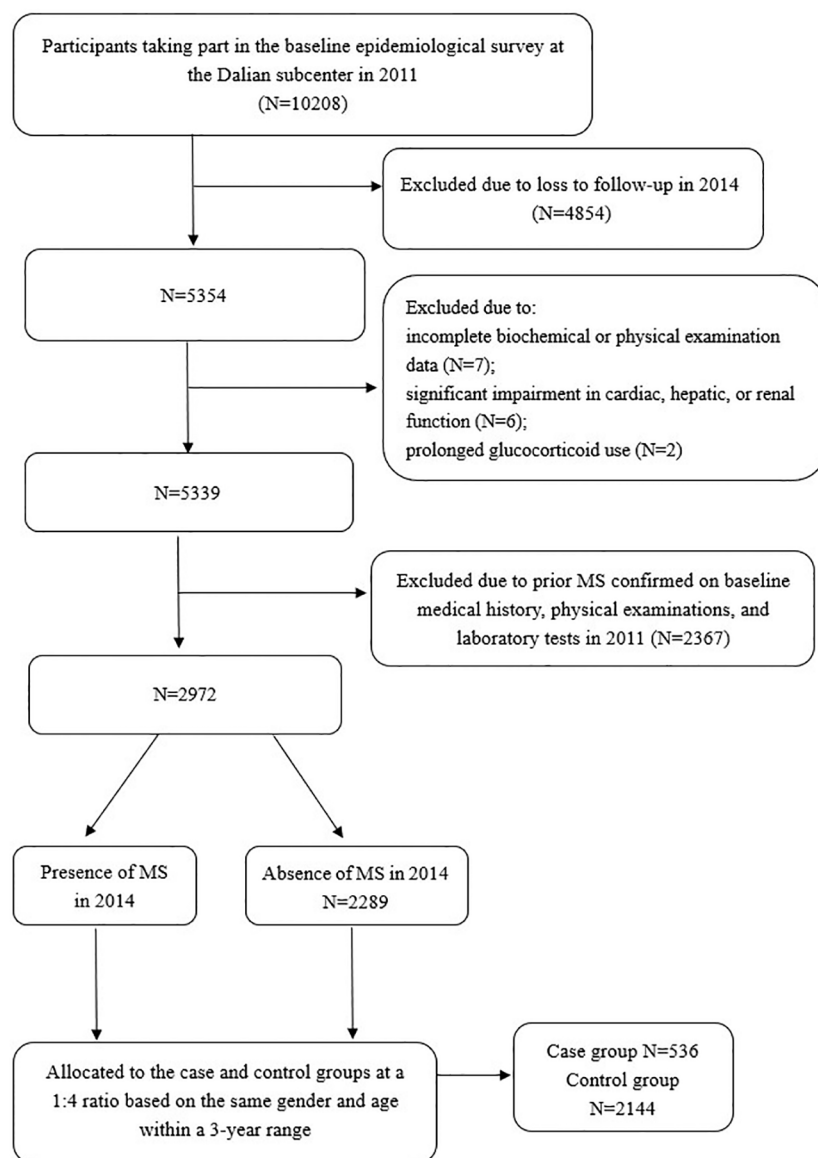 Participants taking part in the baseline epidemiological survey at
the Dalian subcenter in 2011
(N=10208)
Excluded due to loss to follow-up in 2014
(N=4854)
N=5354
Excluded due to:
incomplete biochemical or physical examination
data (N=7);
significant impairment in cardiac, hepatic, or renal
function (N=6);
prolonged glucocorticoid use (N=2)
N=5339
Excluded due to prior MS confirmed on baseline
medical history, physical examinations, and
laboratory tests in 2011 (N=2367)
N=2972
Presence of MS
in 2014
Absence of MS in 2014
N=2289
Allocated to the case and control groups at a
1:4 ratio based on the same gender and age
within a 3-year range
Case group N=536
Control group
N=2144